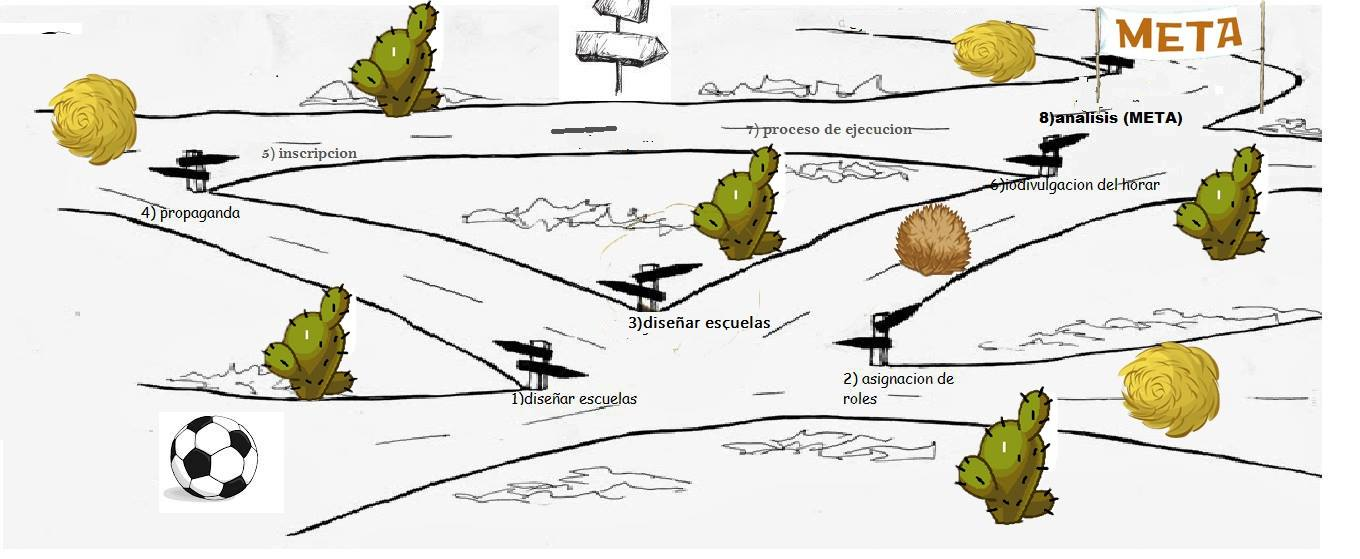 META
8)analisis (META)
7) proceso de ejecucion
5) inscripcion
6)iodivulgacion del horar
4) propaganda
3)diseñar escuelas
2) asignacion de
roles
1)diseñar escuelas